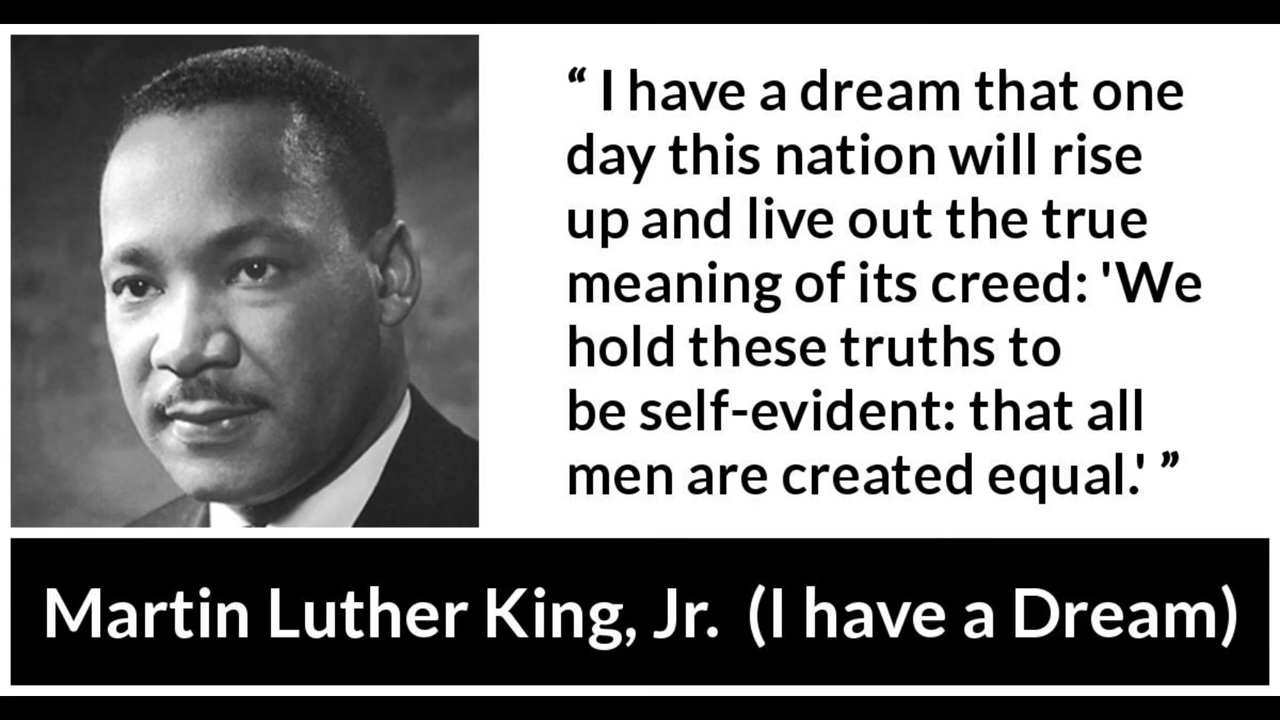 “ I have a dream that one
day this nation will rise
up and live out the true
meaning of its creed: 'We
hold these truths to
be self-evident: that all
men are created equal.' ”
Martin Luther King, Jr. (I have a Dream)